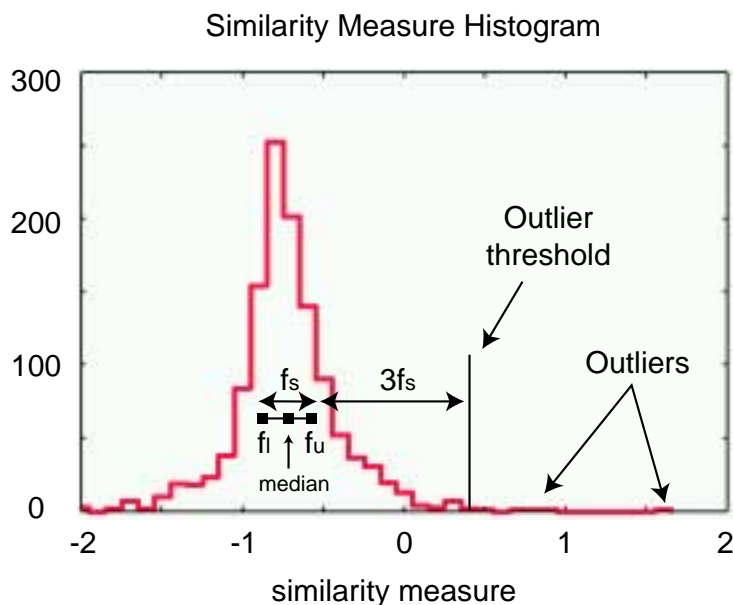 Similarity Measure Histogram
300
200
100
0
Outlier
threshold
Outliers
fs
3fs
fl
fu
median
-2
-1
0
1
2
similarity measure